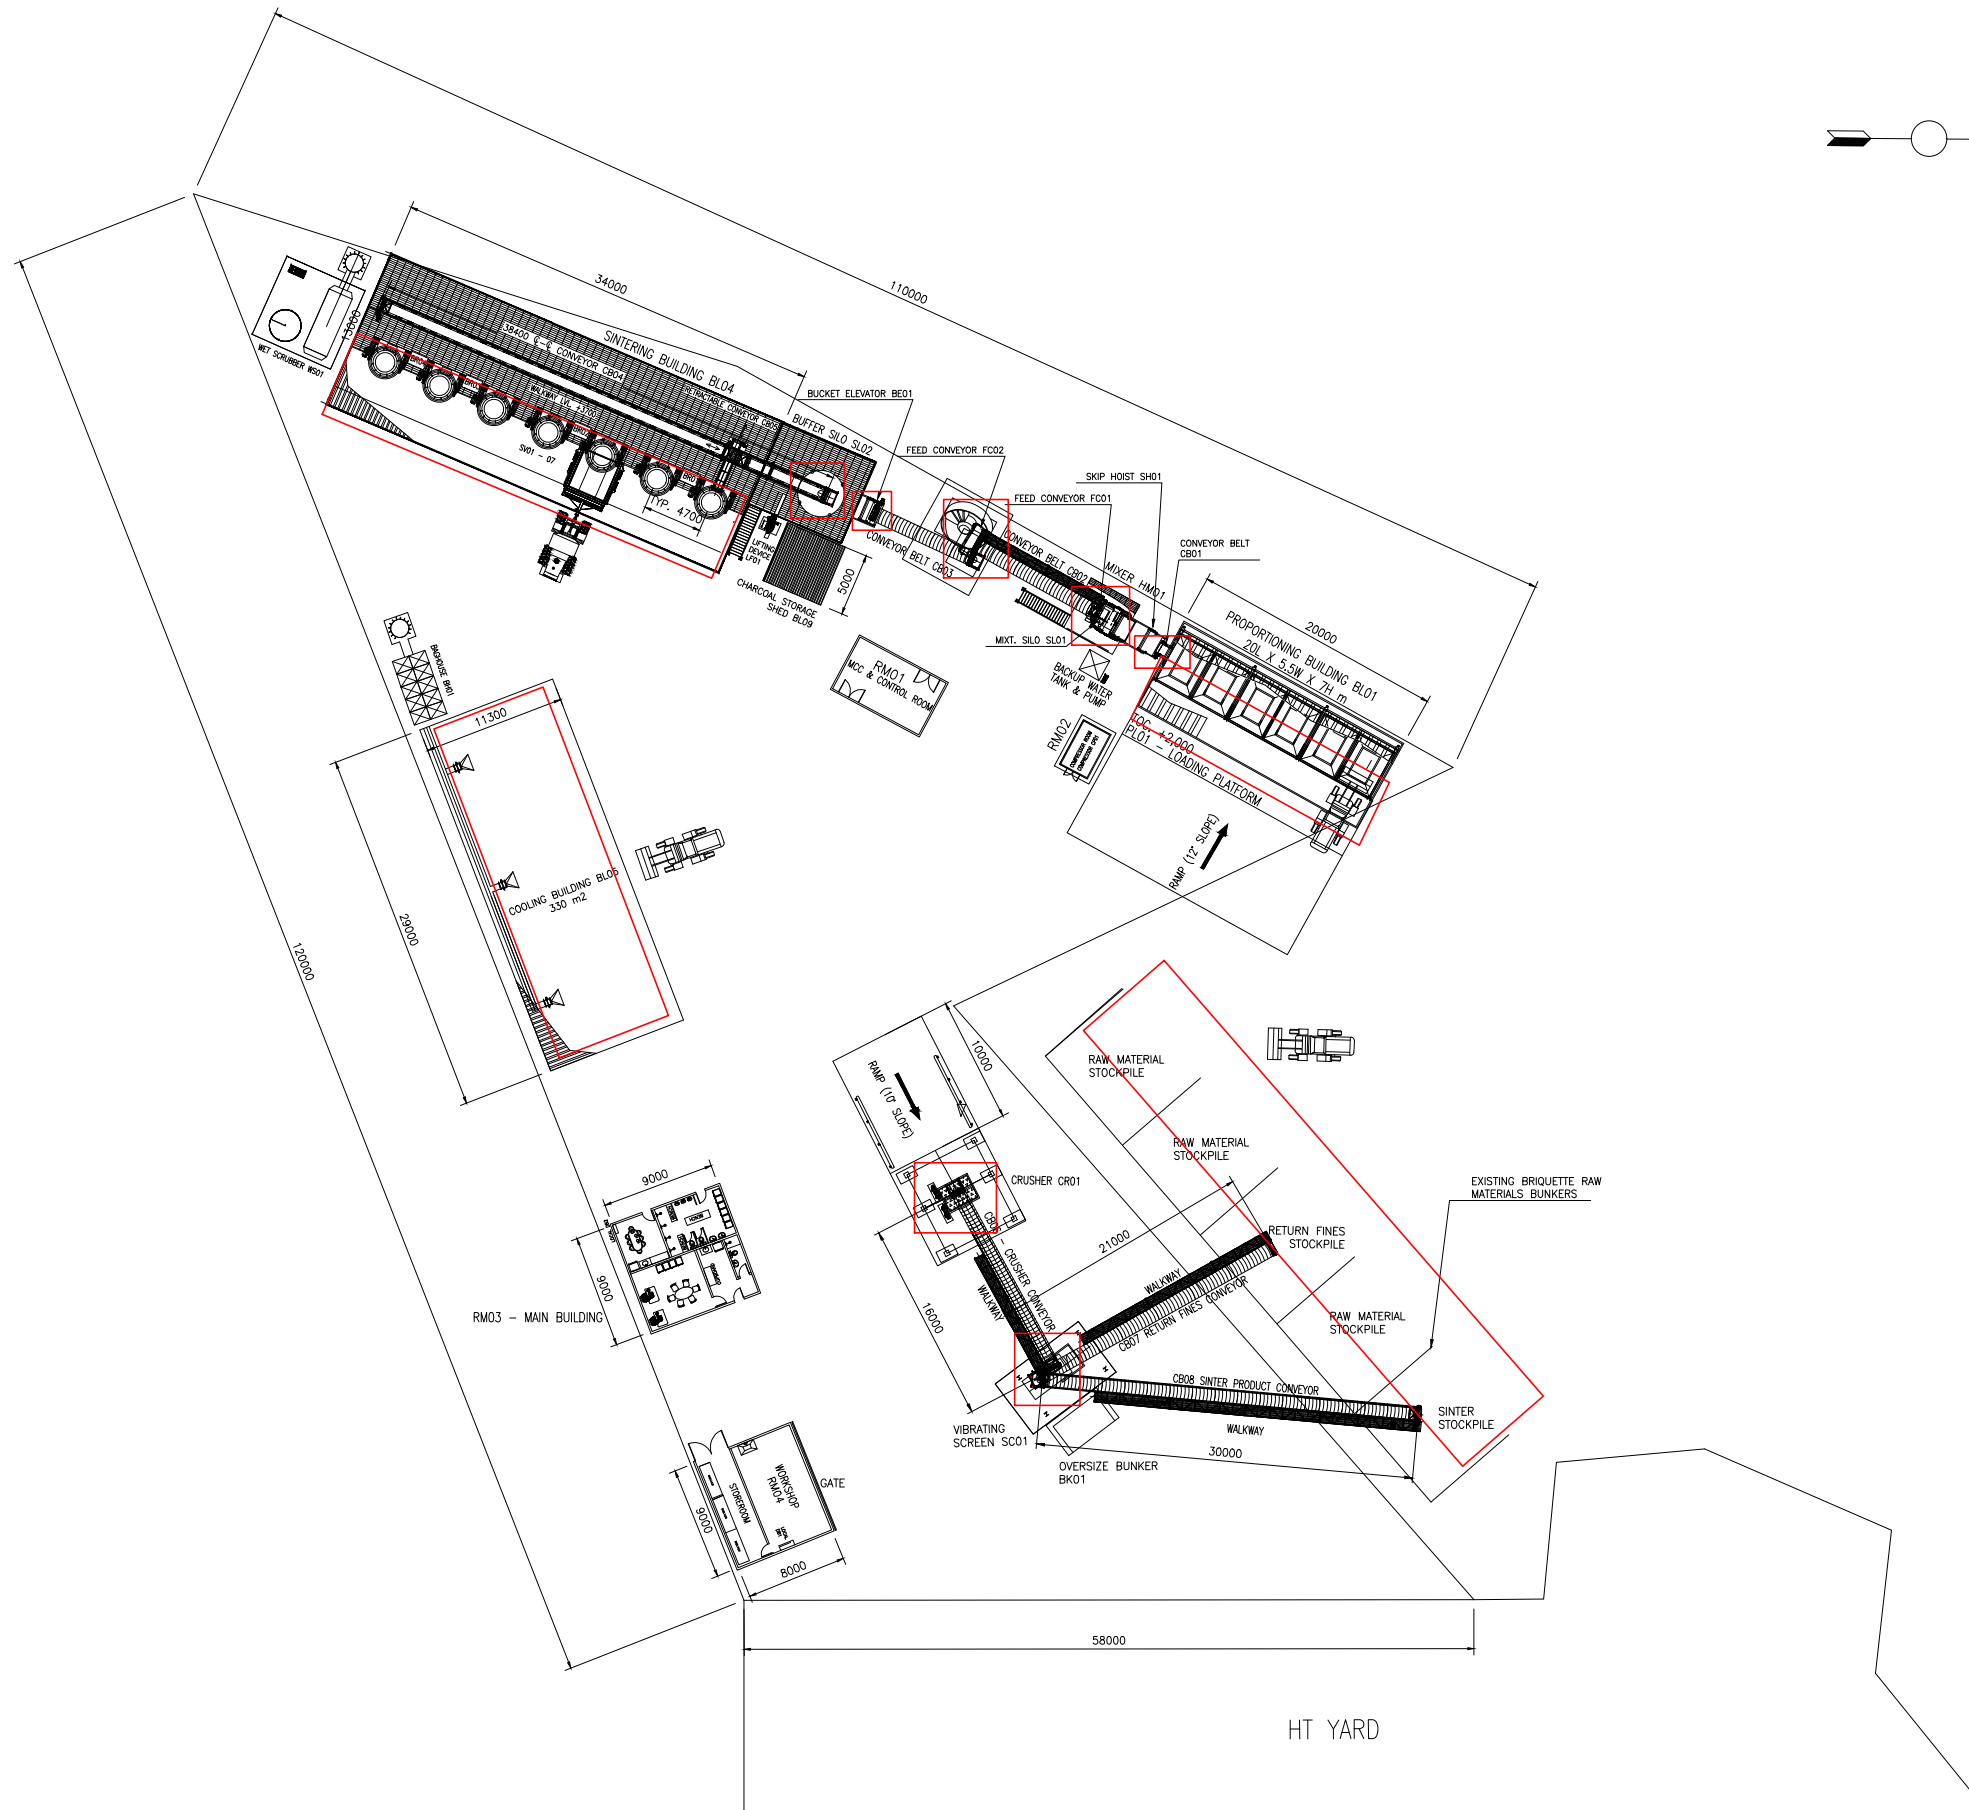 110000
34000
SINTERING BUILDING BL04
38400 C-C CONVEYOR CB04
WALKWAY LVL +3700
RETRACTABLE CONVEYOR CB05
13000
WET SCRUBBER WS01
SV01 - 07
TYP. 4700
BUFFER SILO SL02
BUCKET ELEVATOR BE01
FEED CONVEYOR FC02
SKIP HOIST SH01
FEED CONVEYOR FC01
CONVEYOR BELT
CB01
CONVEYOR BELT CB03
CONVEYOR BELT CB02
MIXER HM01
LIFTING
DEVICE
LF01
CHARCOAL STORAGE
SHED BL09
5000
MIXT. SILO SL01
BACKUP WATER
TANK & PUMP
20000
PROPORTIONING BUILDING BL01
20L X 5,5W X 7H m
TOC. +2,000
PL01 - LOADING PLATFORM
RAMP (12° SLOPE)
RM01
MCC & CONTROL ROOM
RM02
COMPRESSOR ROOM
COMPRESSOR CP01
BAGHOUSE BH01
11300
COOLING BUILDING BL05
330 m2
29000
120000
10000
RAMP (10° SLOPE)
CRUSHER CR01
RAW MATERIAL
STOCKPILE
RAW MATERIAL
STOCKPILE
EXISTING BRIQUETTE RAW
MATERIALS BUNKERS
RETURN FINES
STOCKPILE
RAW MATERIAL
STOCKPILE
21000
WALKWAY
CB07 RETURN FINES CONVEYOR
CB06 - CRUSHER CONVEYOR
WALKWAY
16000
CB08 SINTER PRODUCT CONVEYOR
WALKWAY
SINTER
STOCKPILE
30000
VIBRATING
SCREEN SC01
OVERSIZE BUNKER
BK01
9000
9000
RM03 - MAIN BUILDING
WORKSHOP
RM04
STOREROOM
GATE
9000
8000
58000
HT YARD